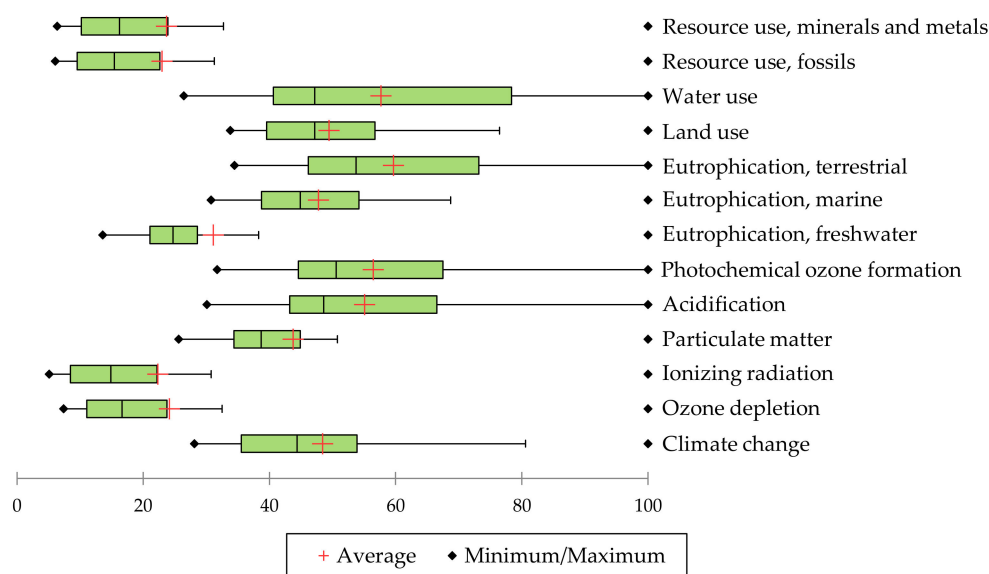 Resource use, minerals and metals
Resource use, fossils
Water use
Land use
Eutrophication, terrestrial
Eutrophication, marine
Eutrophication, freshwater
Photochemical ozone formation
Acidification
Particulate matter
Ionizing radiation
Ozone depletion
Climate change
0 20 40 60 80 100
Average Minimum/Maximum